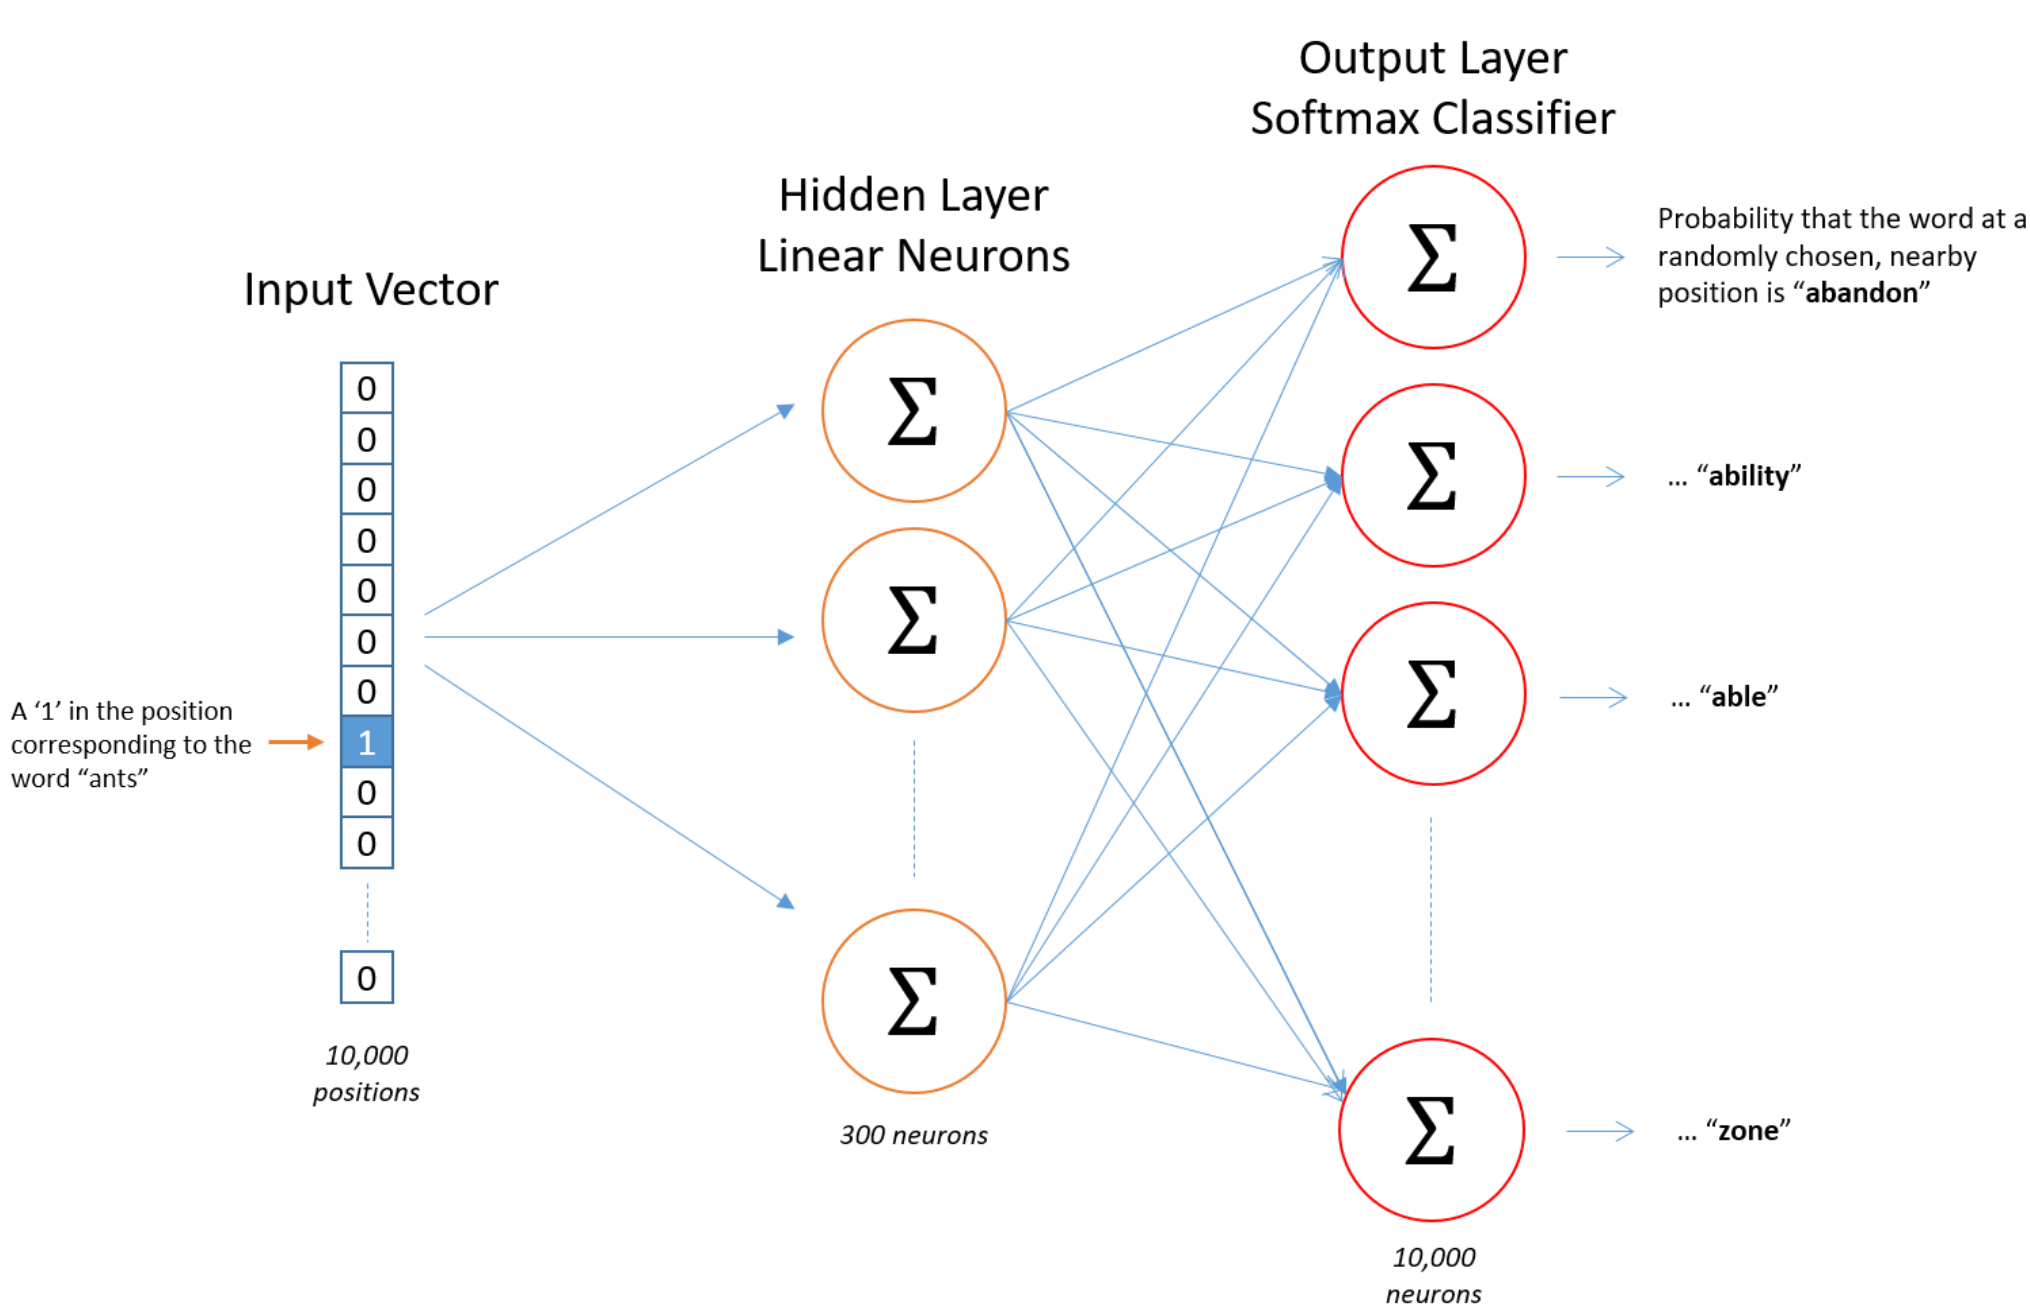 Output Layer
Softmax Classifier
Hidden Layer
Linear Neurons
Input Vector
0
0
0
0
0
0
0
1
0
0
0
A ‘1’ in the position
corresponding to the
word “ants”
10,000
positions
Σ
Σ
Σ
300 neurons
Σ
Σ
Σ
Σ
10,000
neurons
Probability that the word at a
randomly chosen, nearby
position is “abandon”
... “ability”
... “able”
... “zone”